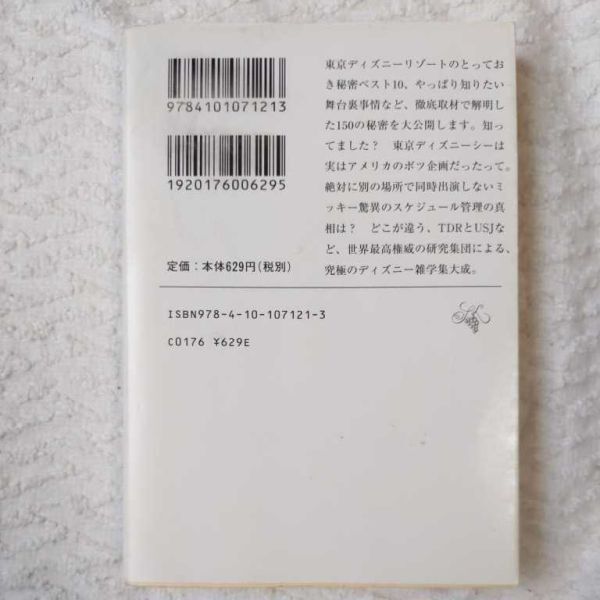 東京ディズニーリゾートのとってお
き秘密ベスト10、やっぱり知りたい
舞台裏事情など、徹底取材で解明し
た150の秘密を大公開します。知っ
てました？　東京ディズニーシーは
実はアメリカのボツ企画だったって。
絶対に別の場所で同時出演しないミ
ッキー驚異のスケジュール管理の真
相は？　どこが違う、TDRとUSJな
ど、世界最高権威の研究集団による、
究極のディズニー雑学集大成。
9784101071213
1920176006295
定価：本体629円(税別)
ISBN978-4-10-107121-3
C0176 ¥629E